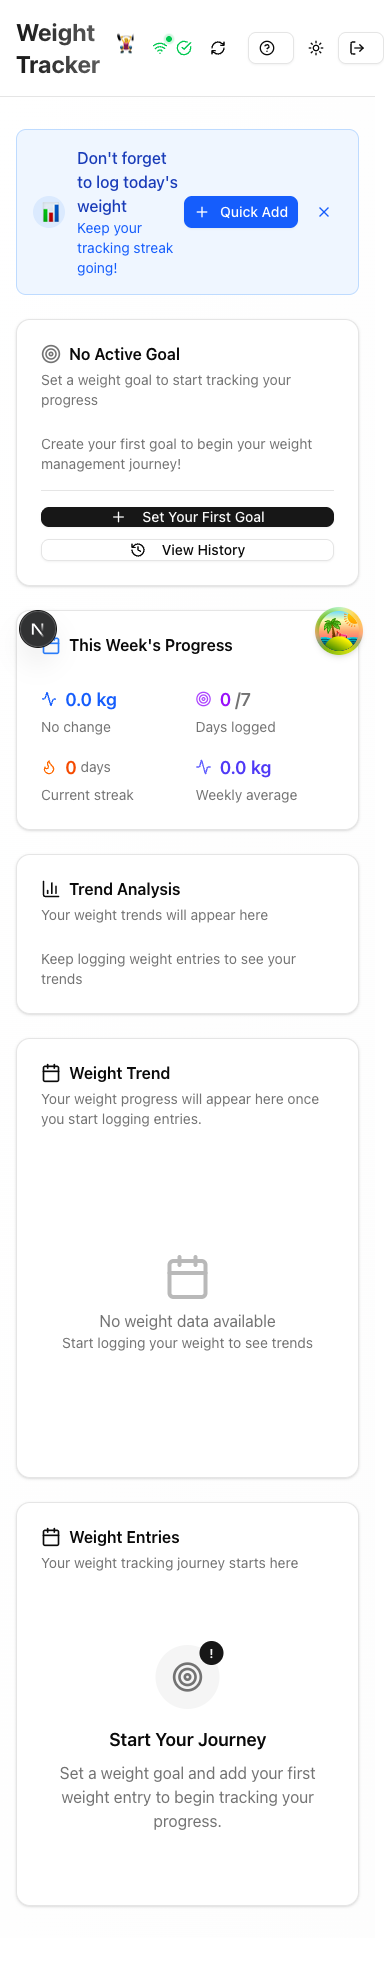 Weight
Tracker
Don't forget
to log today's
weight
Keep your
tracking streak
going!
Quick Add
No Active Goal
Set a weight goal to start tracking your
progress
Create your first goal to begin your weight
management journey!
Set Your First Goal
View History
N
This Week's Progress
0.0 kg
No change
0 /7
Days logged
0 days
Current streak
0.0 kg
Weekly average
Trend Analysis
Your weight trends will appear here
Keep logging weight entries to see your
trends
Weight Trend
Your weight progress will appear here once
you start logging entries.
No weight data available
Start logging your weight to see trends
Weight Entries
Your weight tracking journey starts here
!
Start Your Journey
Set a weight goal and add your first
weight entry to begin tracking your
progress.